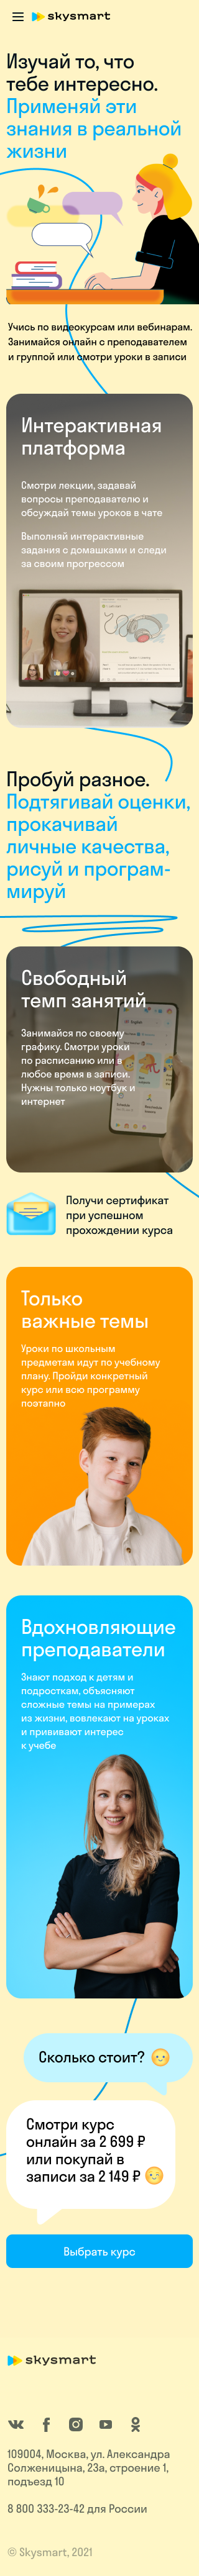 skysmart
Изучай то, что
тебе интересно.
Применяй эти
знания в реальной
жизни
Учись по видеокурсам или вебинарам.
Занимайся онлайн с преподавателем
и группой или смотри уроки в записи
Интерактивная
платформа
Смотри лекции, задавай
вопросы преподавателю и
обсуждай темы уроков в чате
Выполняй интерактивные
задания с домашками и следи
за своим прогрессом
Пробуй разное.
Подтягивай оценки,
прокачивай
личные качества,
рисуй и програм-
мируй
Свободный
темп занятий
Занимайся по своему
графику. Смотри уроки
по расписанию или в
любое время в записи.
Нужны только ноутбук и
интернет
Получи сертификат
при успешном
прохождении курса
Только
важные темы
Уроки по школьным
предметам идут по учебному
плану. Пройди конкретный
курс или всю программу
поэтапно
Вдохновляющие
преподаватели
Знают подход к детям и
подросткам, объясняют
сложные темы на примерах
из жизни, вовлекают на уроках
и прививают интерес
к учебе
Сколько стоит?
Смотри курс
онлайн за 2 699 ₽
или покупай в
записи за 2 149 ₽
Выбрать курс
skysmart
109004, Москва, ул. Александра
Солженицына, 23а, строение 1,
подъезд 10
8 800 333-23-42 для России
© Skysmart, 2021